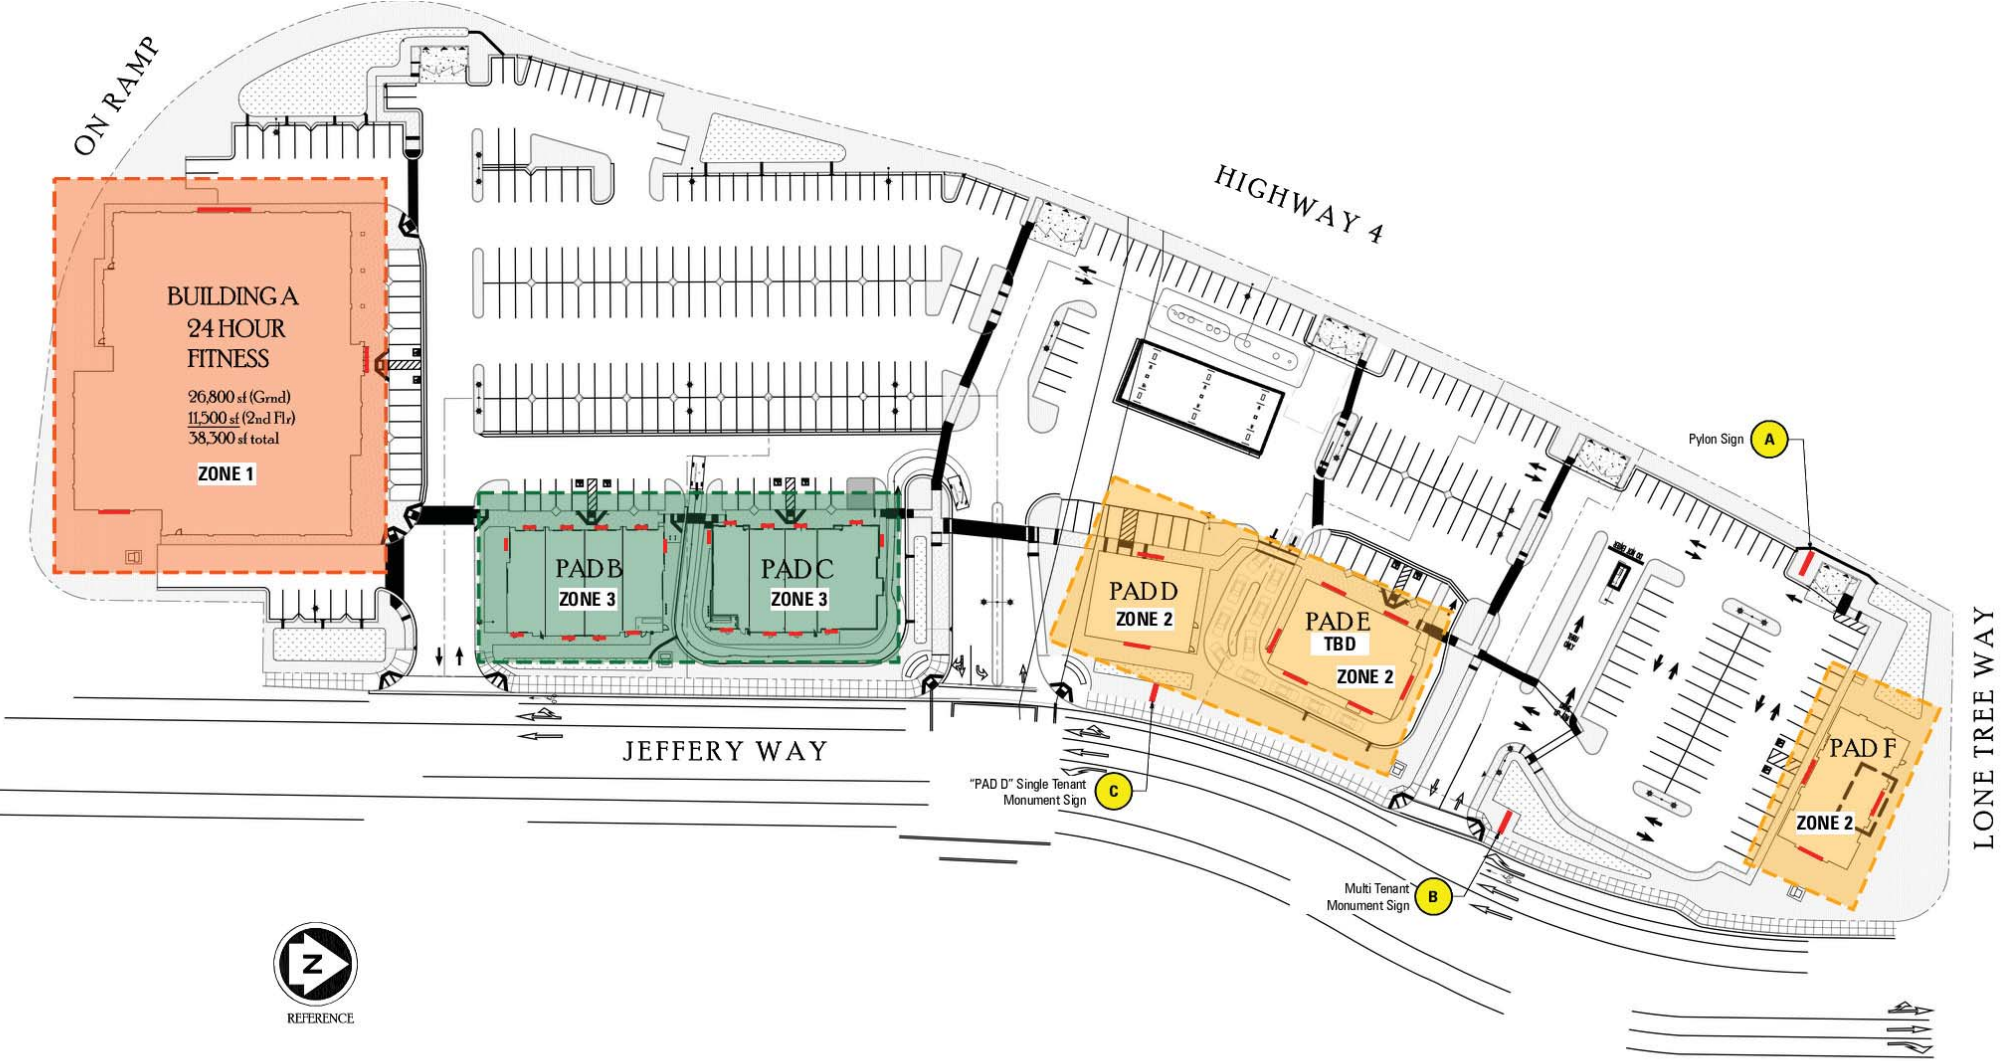 ON RAMP
HIGHWAY 4
BUILDING A
24 HOUR
FITNESS
26,800 sf (Grnd)
11,500 sf (2nd Flr)
38,300 sf total
ZONE 1
Pylon Sign
A
PAD B
ZONE 3
PAD C
ZONE 3
PAD D
ZONE 2
PAD E
TBD
ZONE 2
PAD F
ZONE 2
LONE TREE WAY
JEFFERY WAY
"PAD D" Single Tenant
Monument Sign
C
Multi Tenant
Monument Sign
B
N
REFERENCE